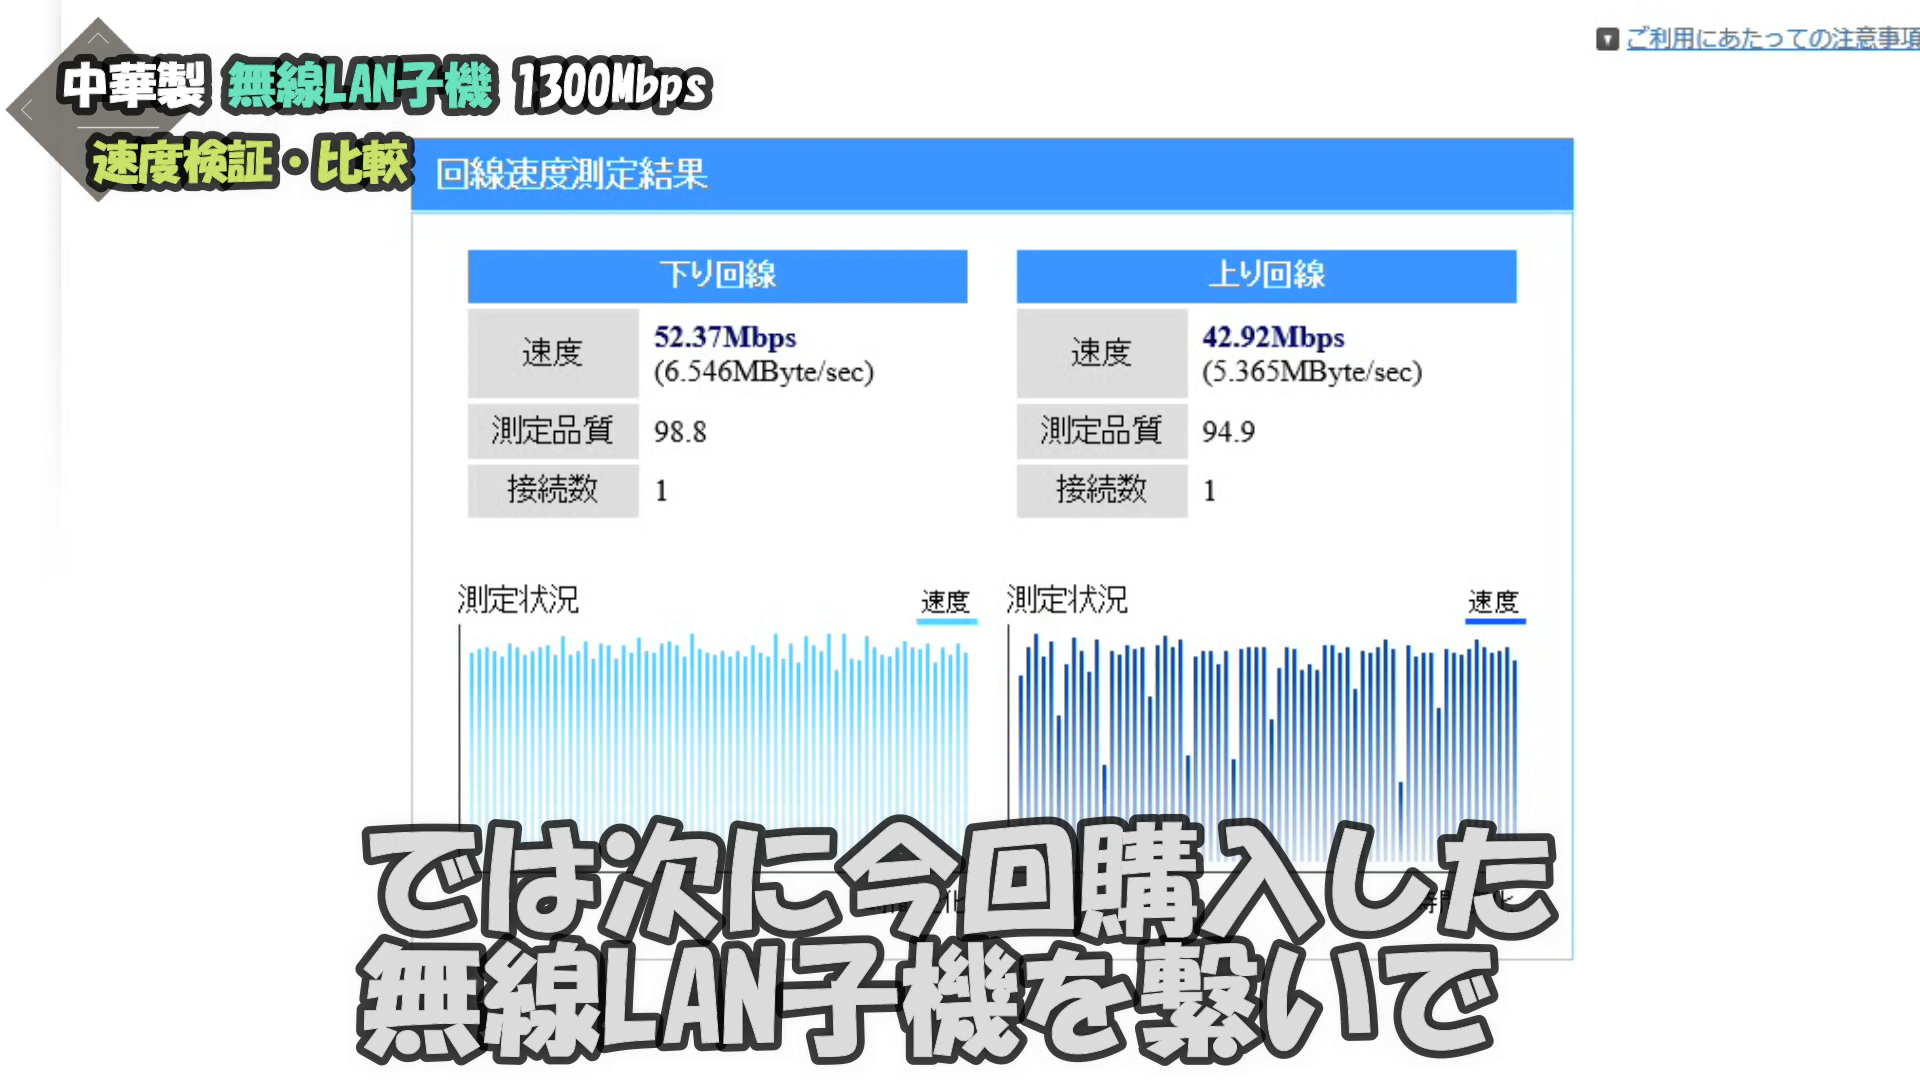 中華製 無線LAN子機 1300Mbps
速度検証・比較
ご利用にあたっての注意事項
回線速度測定結果
下り回線
速度 52.37Mbps
(6.546MByte/sec)
測定品質 98.8
接続数 1
上り回線
速度 42.92Mbps
(5.365MByte/sec)
測定品質 94.9
接続数 1
測定状況 速度
測定状況 速度
では次に今回購入した
無線LAN子機を繋いで